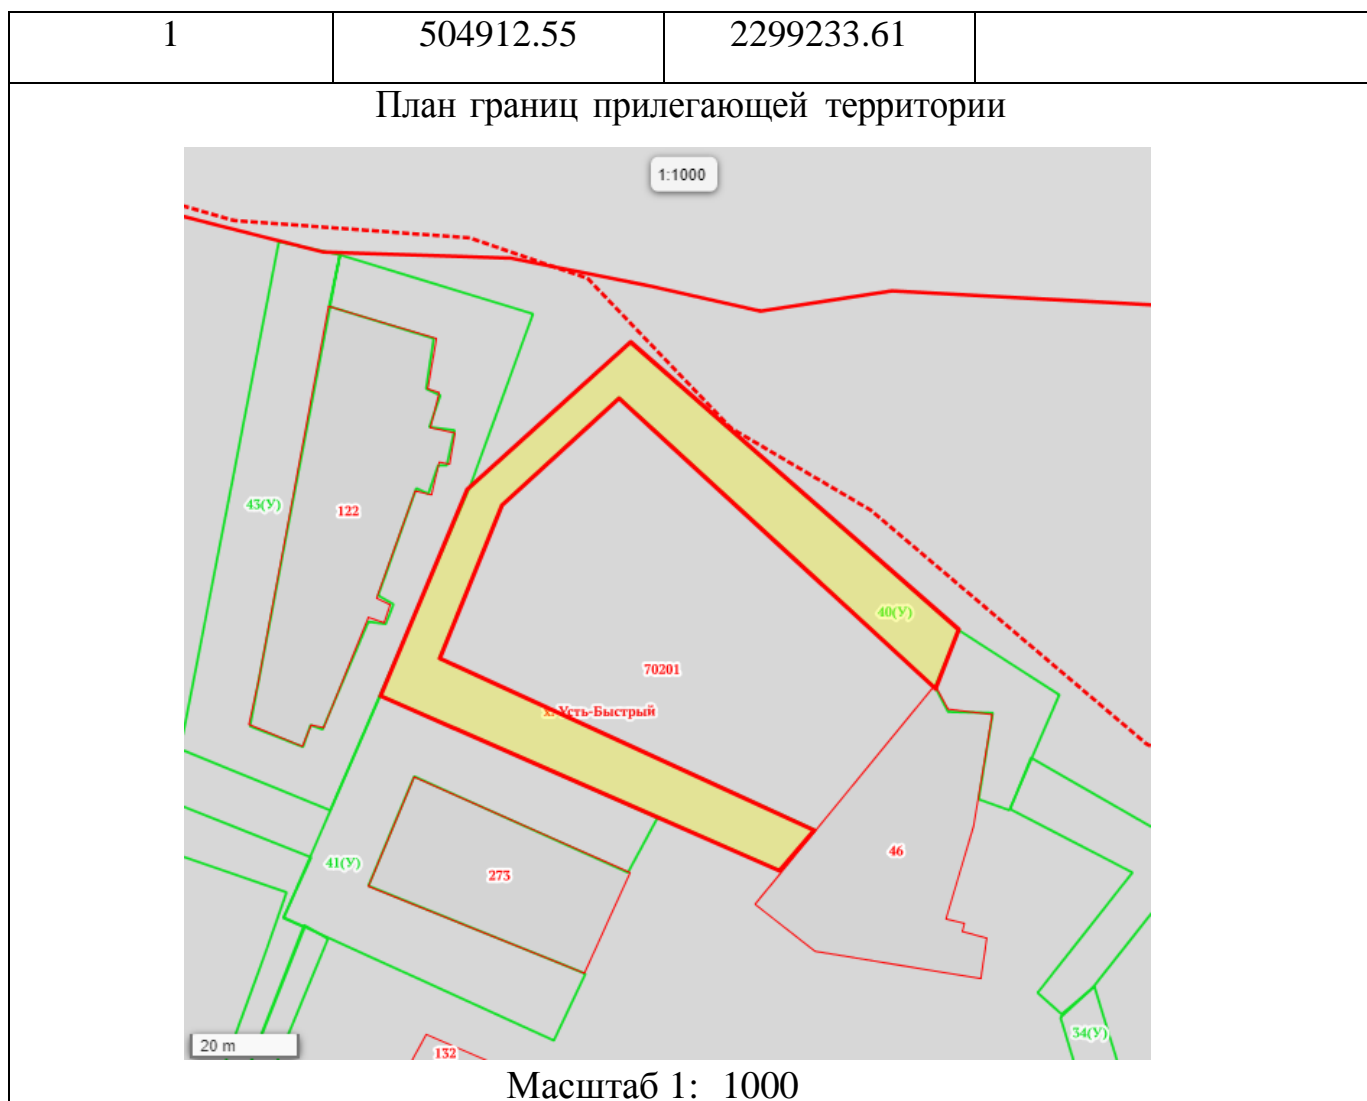 1 504912.55 2299233.61
План границ прилегающей территории
1:1000
43(У)
122
40(У)
70201
х. Усть-Быстрый
46
41(У)
273
34(У)
20 m
132
Масштаб 1: 1000